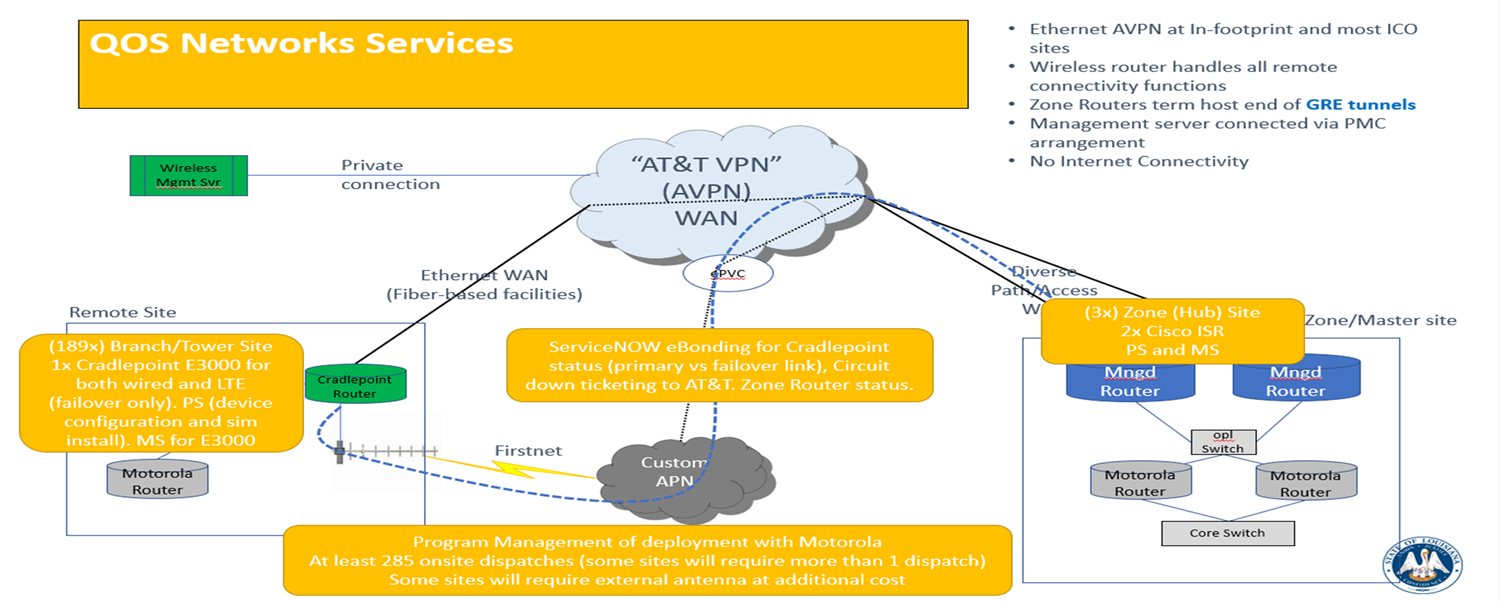 QOS Networks Services
• Ethernet AVPN at In-footprint and most ICO
sites
• Wireless router handles all remote
connectivity functions
• Zone Routers term host end of GRE tunnels
• Management server connected via PMC
arrangement
• No Internet Connectivity
Wireless
Mgmt Svr
Private
connection
"AT&T VPN"
(AVPN)
WAN
ePVC
Ethernet WAN
(Fiber-based facilities)
Diverse
Path/Access
W
Remote Site
(189x) Branch/Tower Site
1x Cradlepoint E3000 for
both wired and LTE
(failover only). PS (device
configuration and sim
install). MS for E3000
Cradlepoint
Router
Motorola
Router
ServiceNOW eBonding for Cradlepoint
status (primary vs failover link), Circuit
down ticketing to AT&T. Zone Router status.
Firstnet
Custom
APN
(3x) Zone (Hub) Site
2x Cisco ISR
PS and MS
Zone/Master site
Mngd
Router
Mngd
Router
opl
Switch
Motorola
Router
Motorola
Router
Core Switch
Program Management of deployment with Motorola
At least 285 onsite dispatches (some sites will require more than 1 dispatch)
Some sites will require external antenna at additional cost
STATE OF LOUISIANA